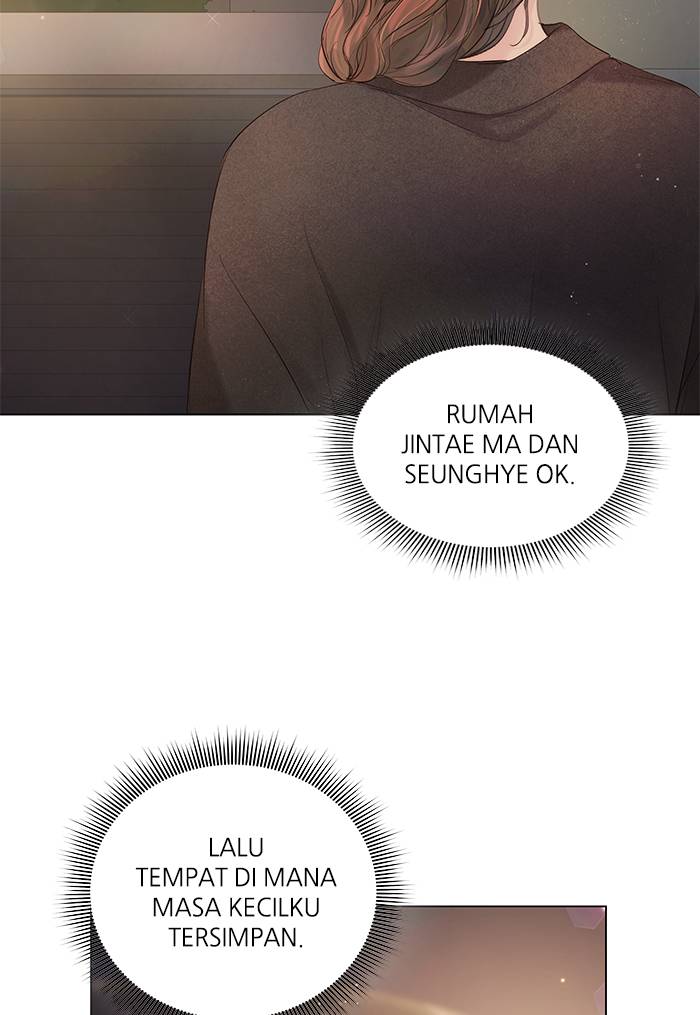 RUMAH
JINTAE MA DAN
SEUNGHYE OK.
LALU
TEMPAT DI MANA
MASA KECILKU
TERSIMPAN.